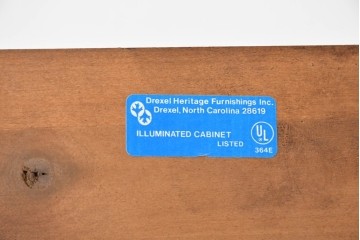 Drexel Heritage Furnishings Inc.
Drexel, North Carolina 28619
ILLUMINATED CABINET
LISTED
UL
364E